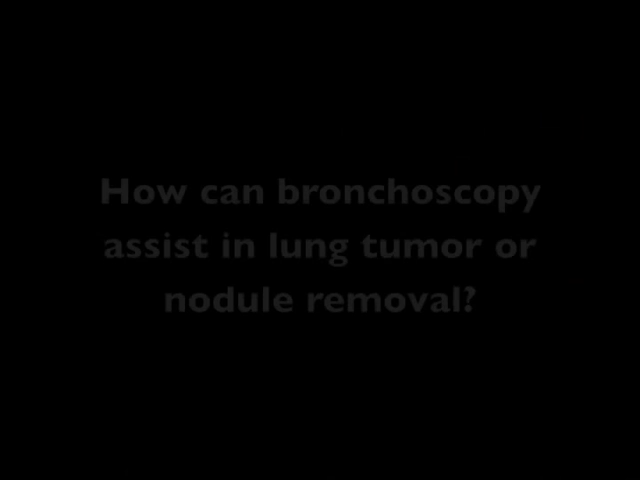 How can bronchoscopy
assist in lung tumor or
nodule removal?